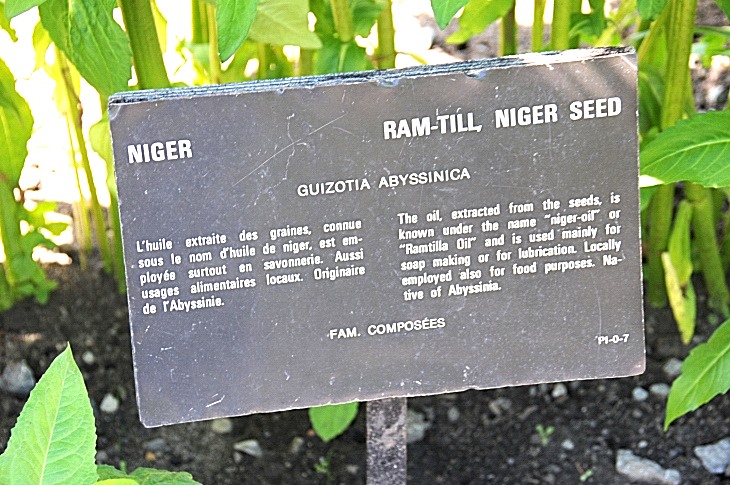 NIGER
RAM-TILL, NIGER SEED
GUIZOTIA ABYSSINICA
L'huile extraite des graines, connue
sous le nom d'huile de niger, est em-
ployée surtout en savonnerie. Aussi
usages alimentaires locaux. Originaire
de l'Abyssinie.
The oil, extracted from the seeds, is
known under the name "niger-oil" or
"Ramtilla Oil" and is used mainly for
soap making or for lubrication. Locally
employed also for food purposes. Na-
tive of Abyssinia.
FAM. COMPOSÉES
PI-0-7